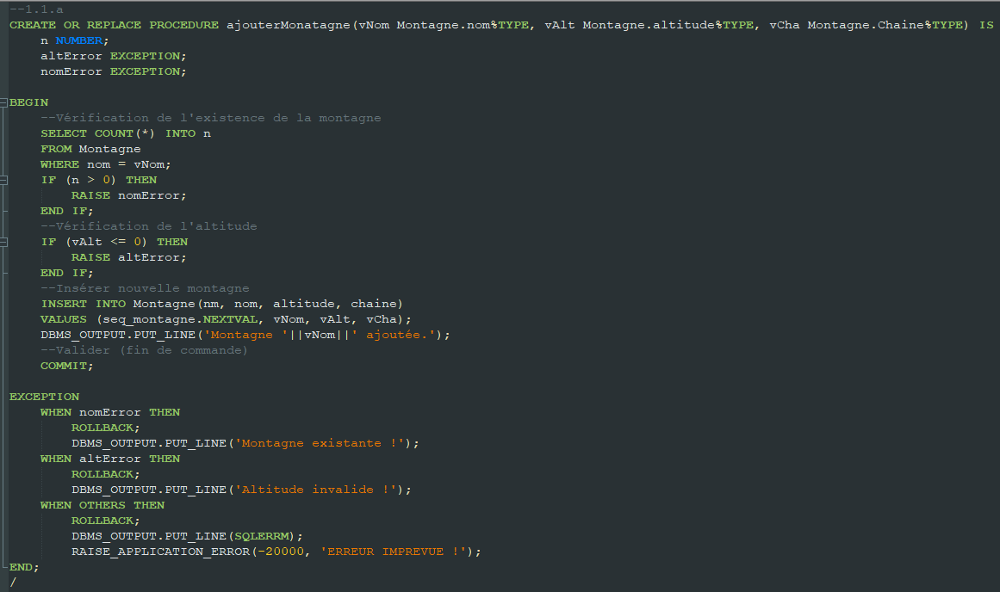 --1.1.a
CREATE OR REPLACE PROCEDURE ajouterMonatagne(vNom Montagne.nom%TYPE, vAlt Montagne.altitude%TYPE, vCha Montagne.Chaine%TYPE) IS
    n NUMBER;
    altError EXCEPTION;
    nomError EXCEPTION;

BEGIN
    --Vérification de l'existence de la montagne
    SELECT COUNT(*) INTO n
    FROM Montagne
    WHERE nom = vNom;
    IF (n > 0) THEN
        RAISE nomError;
    END IF;
    --Vérification de l'altitude
    IF (vAlt <= 0) THEN
        RAISE altError;
    END IF;
    --Insérer nouvelle montagne
    INSERT INTO Montagne(nm, nom, altitude, chaine)
    VALUES (seq_montagne.NEXTVAL, vNom, vAlt, vCha);
    DBMS_OUTPUT.PUT_LINE('Montagne '||vNom||' ajoutée.');
    --Valider (fin de commande)
    COMMIT;

EXCEPTION
    WHEN nomError THEN
        ROLLBACK;
        DBMS_OUTPUT.PUT_LINE('Montagne existante !');
    WHEN altError THEN
        ROLLBACK;
        DBMS_OUTPUT.PUT_LINE('Altitude invalide !');
    WHEN OTHERS THEN
        ROLLBACK;
        DBMS_OUTPUT.PUT_LINE(SQLERRM);
        RAISE_APPLICATION_ERROR(-20000, 'ERREUR IMPREVUE !');
END;
/